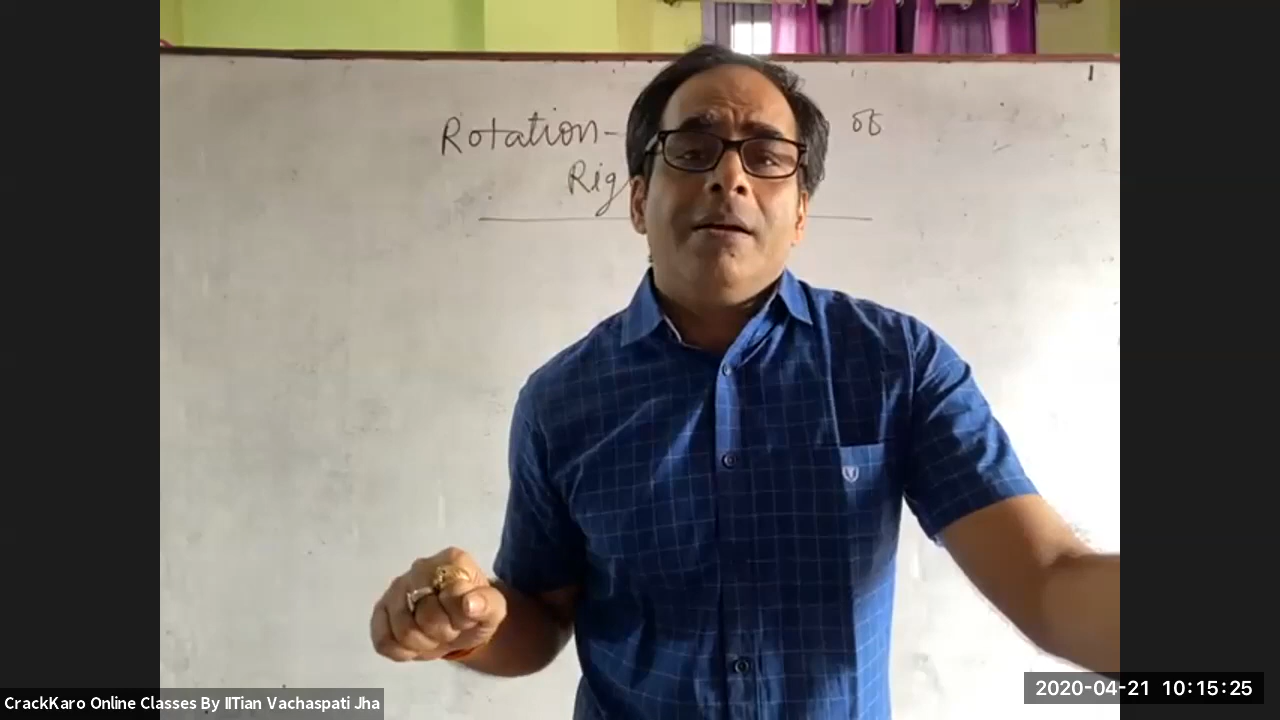 Rotation- of
Rig
CrackKaro Online Classes By IITian Vachaspati Jha
2020-04-21 10:15:25